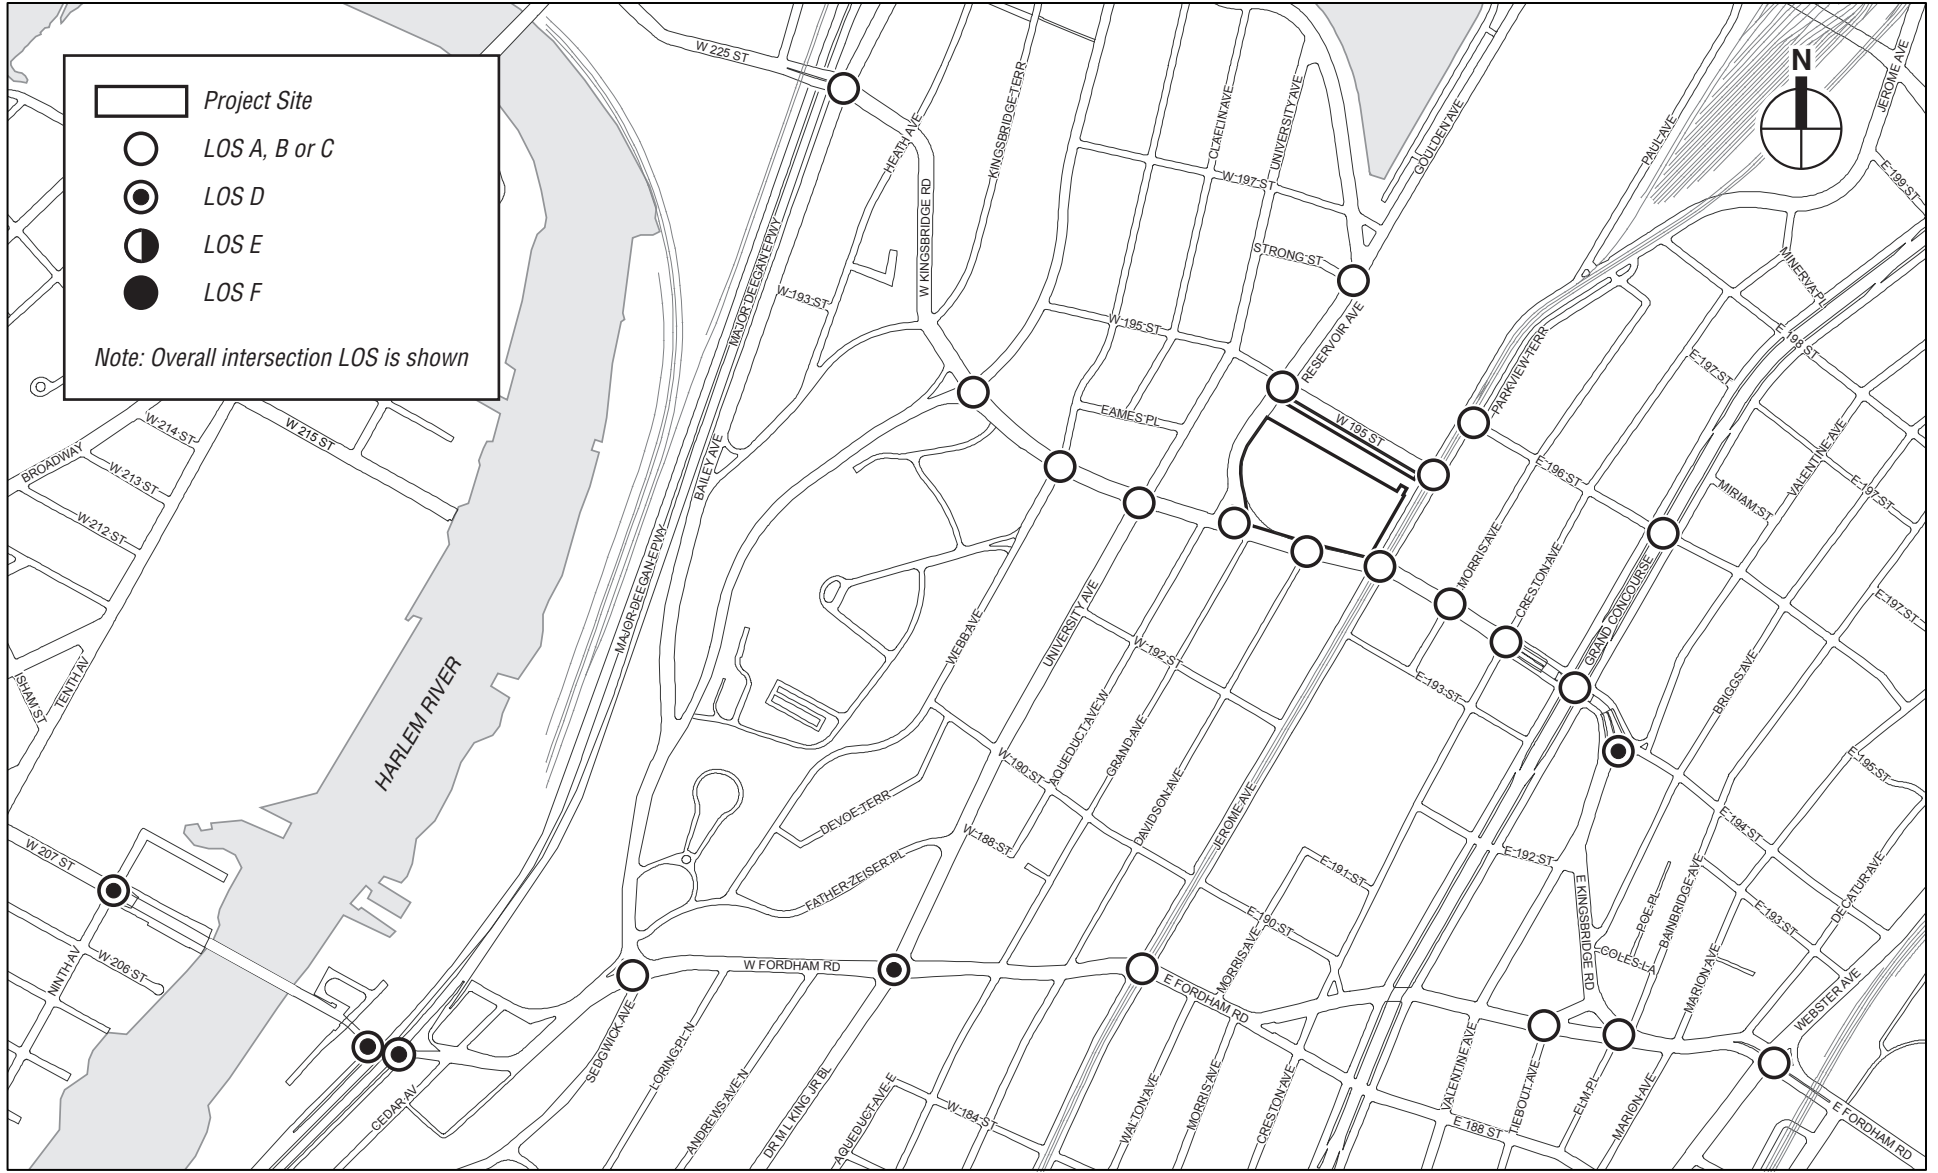 Project Site
LOS A, B or C
LOS D
LOS E
LOS F
Note: Overall intersection LOS is shown
N
W 225 ST
HEATH AVE
KINGSBRIDGE TERR
W KINGSBRIDGE RD
CLAFLIN AVE
UNIVERSITY AVE
GOULDEN AVE
PAUL AVE
JEROME AVE
E 199 ST
W 197 ST
STRONG ST
MINERVA PL
MAJOR DEEGAN EPWY
W 193 ST
W 195 ST
RESERVOIR AVE
PARKVIEW TERR
E 198 ST
E 197 ST
EAMES PL
W 195 ST
E 196 ST
VALENTINE AVE
E 197 ST
MIRIAM ST
W 214 ST
W 215 ST
BROADWAY
W 213 ST
W 212 ST
BAILEY AVE
MAJOR DEEGAN EPWY
MORRIS AVE
CRESTON AVE
GRAND CONCOURSE
E 197 ST
WEBB AVE
UNIVERSITY AVE
W 192 ST
E 193 ST
BRIGGS AVE
ISHAM ST
TENTH AV
HARLEM RIVER
AQUEDUCT AVE W
GRAND AVE
W 190 ST
E 195 ST
DEVOE TERR
DAVIDSON AVE
JEROME AVE
E 194 ST
W 188 ST
E 192 ST
E 191 ST
W 207 ST
FATHER ZEISER PL
E KINGSBRIDGE RD
POE PL
BAINBRIDGE AVE
DECATUR AVE
E 193 ST
E 190 ST
MORRIS AVE
COLES LA
MARION AVE
NINTH AV
W 206 ST
W FORDHAM RD
E FORDHAM RD
WEBSTER AVE
SEDGWICK AVE
LORING PL N
ANDREWS AVE N
DR M L KING JR BL
AQUEDUCT AVE E
W 184 ST
CEDAR AV
WALTON AVE
MORRIS AVE
CRESTON AVE
VALENTINE AVE
E 188 ST
TIEBOUT AVE
ELM PL
MARION AVE
E FORDHAM RD